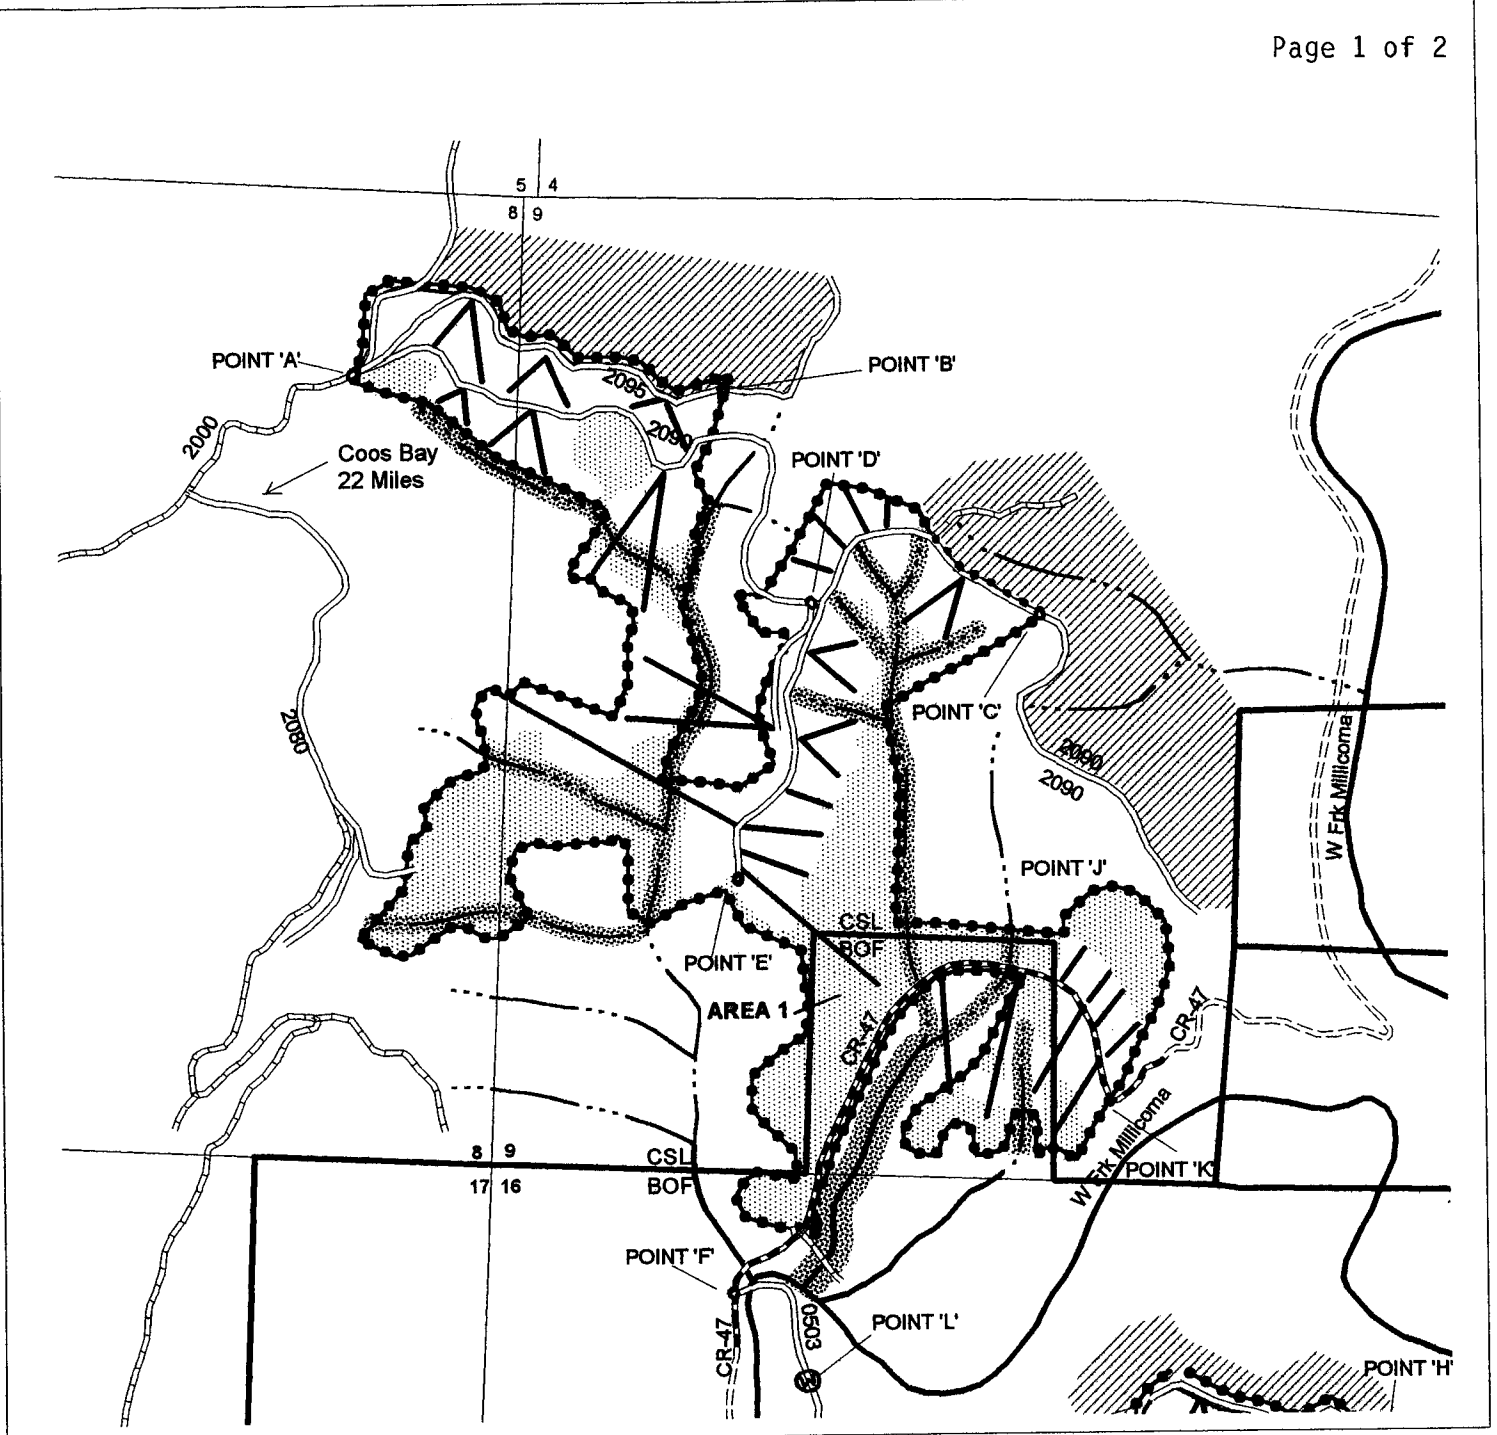 Page 1 of 2
5 4
8 9
POINT 'A'
POINT 'B'
2095
2000
2090
Coos Bay
22 Miles
POINT 'D'
POINT 'C'
2080
2090
2090
W Frk Millicoma
POINT 'J'
CSL
BOF
POINT 'E'
AREA 1
CR-47
CR-47
W Frk Millicoma
8 9
CSL
17 16
BOF
POINT 'K'
POINT 'F'
0503
POINT 'L'
CR-47
POINT 'H'